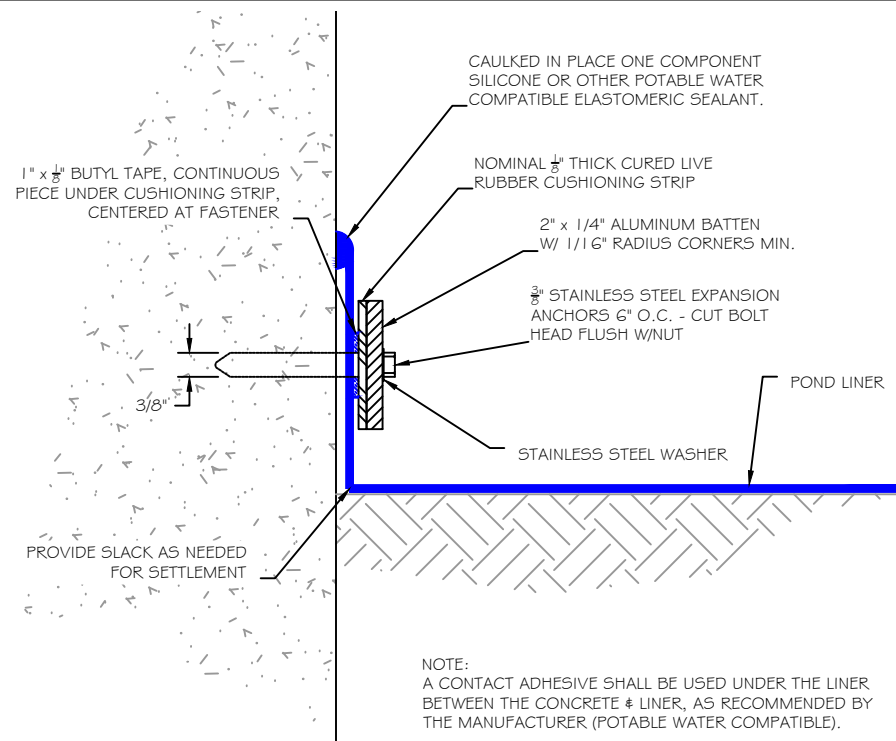 CAULKED IN PLACE ONE COMPONENT
SILICONE OR OTHER POTABLE WATER
COMPATIBLE ELASTOMERIC SEALANT.
1" x 1/8" BUTYL TAPE, CONTINUOUS
PIECE UNDER CUSHIONING STRIP,
CENTERED AT FASTENER
NOMINAL 1/8" THICK CURED LIVE
RUBBER CUSHIONING STRIP
2" x 1/4" ALUMINUM BATTEN
W/ 1/16" RADIUS CORNERS MIN.
3/8" STAINLESS STEEL EXPANSION
ANCHORS 6" O.C. - CUT BOLT
HEAD FLUSH W/NUT
3/8"
POND LINER
STAINLESS STEEL WASHER
PROVIDE SLACK AS NEEDED
FOR SETTLEMENT
NOTE:
A CONTACT ADHESIVE SHALL BE USED UNDER THE LINER
BETWEEN THE CONCRETE & LINER, AS RECOMMENDED BY
THE MANUFACTURER (POTABLE WATER COMPATIBLE).